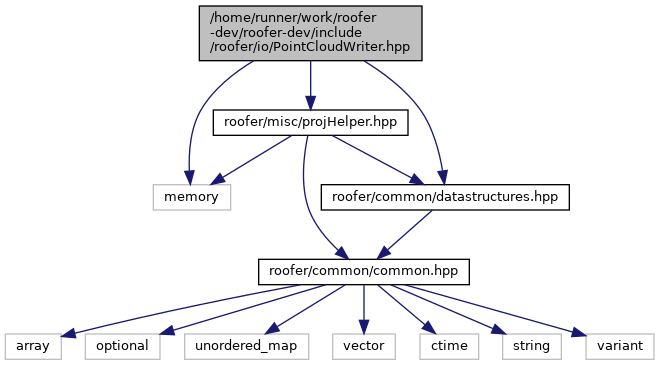 /home/runner/work/roofer
-dev/roofer-dev/include
/roofer/io/PointCloudWriter.hpp
roofer/misc/projHelper.hpp
memory
roofer/common/datastructures.hpp
roofer/common/common.hpp
array
optional
unordered_map
vector
ctime
string
variant